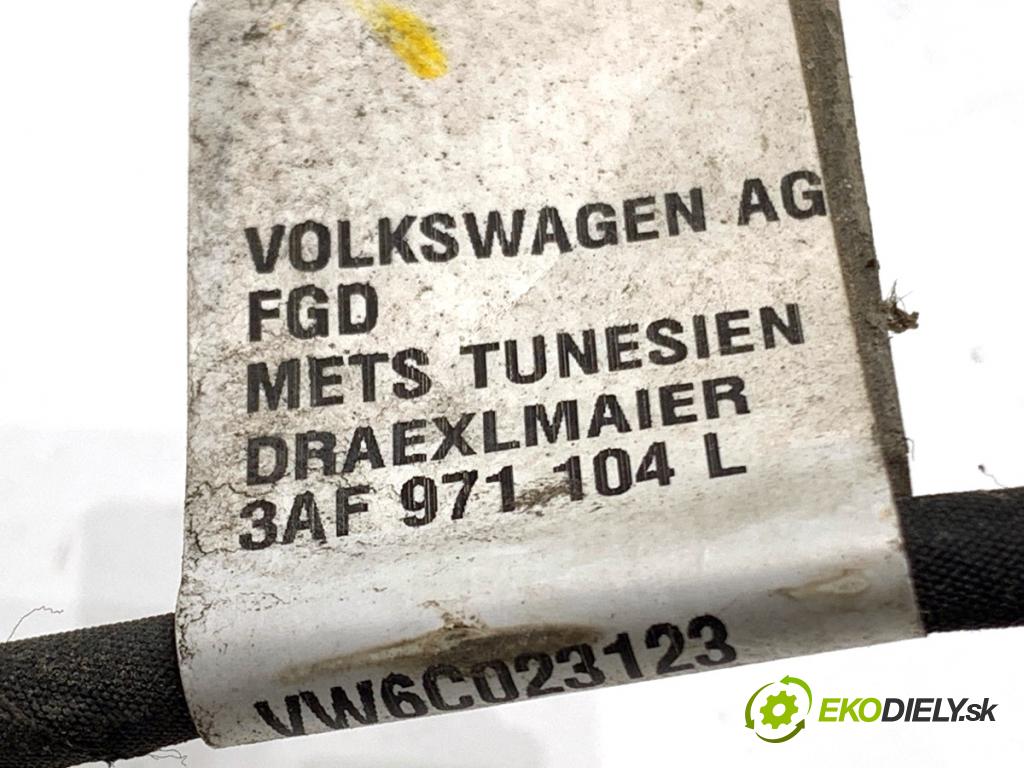 VOLKSWAGEN AG
FGD
METS TUNESIEN
DRAEXLMAIER
3AF 971 104 L
VW6C023123
EKODIELY.sk